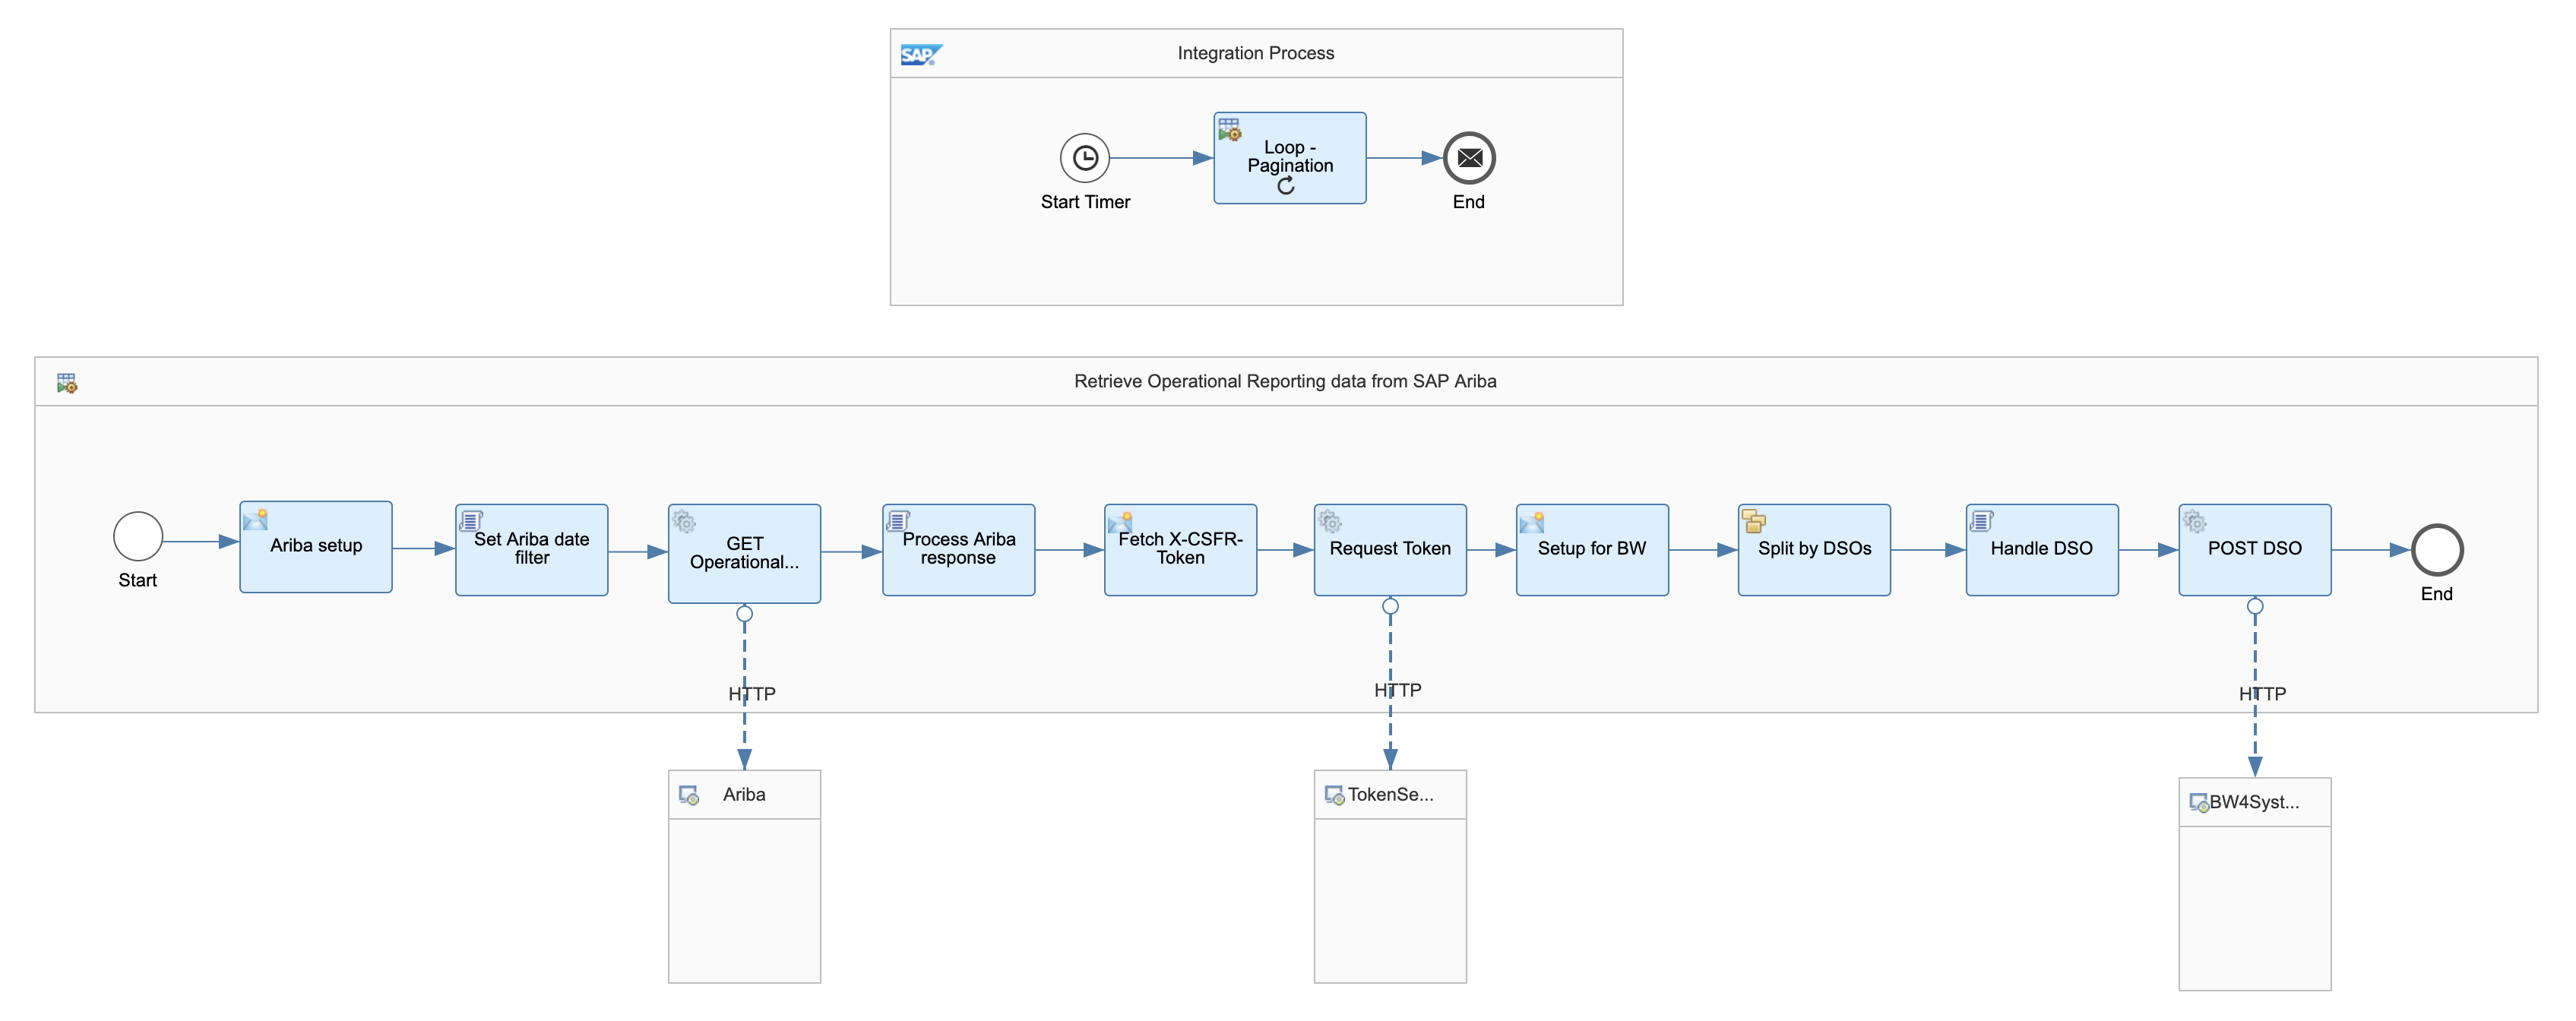 SAP
Integration Process
Loop -
Pagination
Start Timer
End
Retrieve Operational Reporting data from SAP Ariba
Start
Ariba setup
Set Ariba date
filter
GET
Operational...
Process Ariba
response
Fetch X-CSFR-
Token
Request Token
Setup for BW
Split by DSOs
Handle DSO
POST DSO
End
HTTP
HTTP
HTTP
Ariba
TokenSe...
BW4Syst...